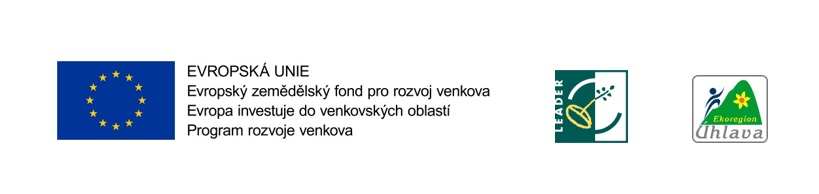 EVROPSKÁ UNIE
Evropský zemědělský fond pro rozvoj venkova
Evropa investuje do venkovských oblastí
Program rozvoje venkova
LEADER
Ekoregion
Úhlava